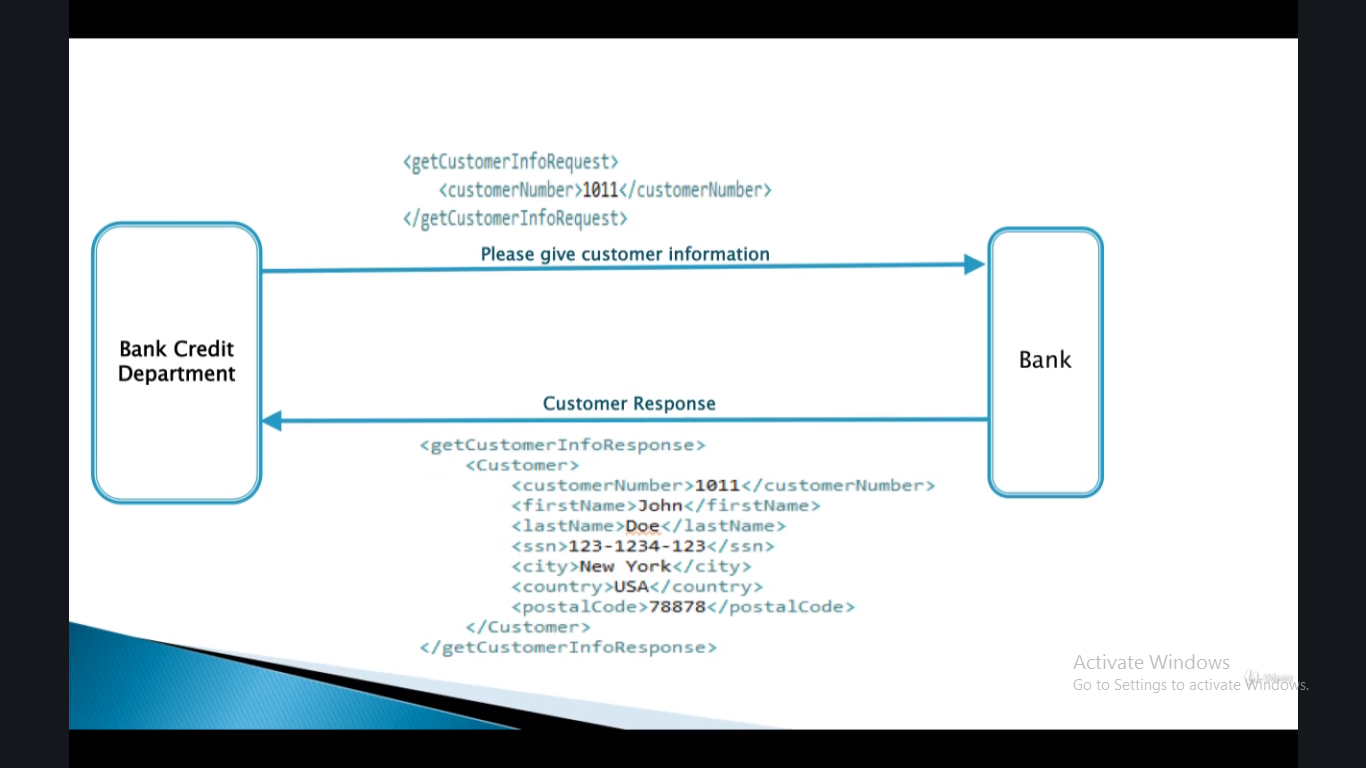 <getCustomerInfoRequest>
<customerNumber>1011</customerNumber>
</getCustomerInfoRequest>
Please give customer information
Bank Credit
Department
Bank
Customer Response
<getCustomerInfoResponse>
<Customer>
<customerNumber>1011</customerNumber>
<firstName>John</firstName>
<lastName>Doe</lastName>
<ssn>123-1234-123</ssn>
<city>New York</city>
<country>USA</country>
<postalCode>78878</postalCode>
</Customer>
</getCustomerInfoResponse>
Activate Windows
Go to Settings to activate Windows.